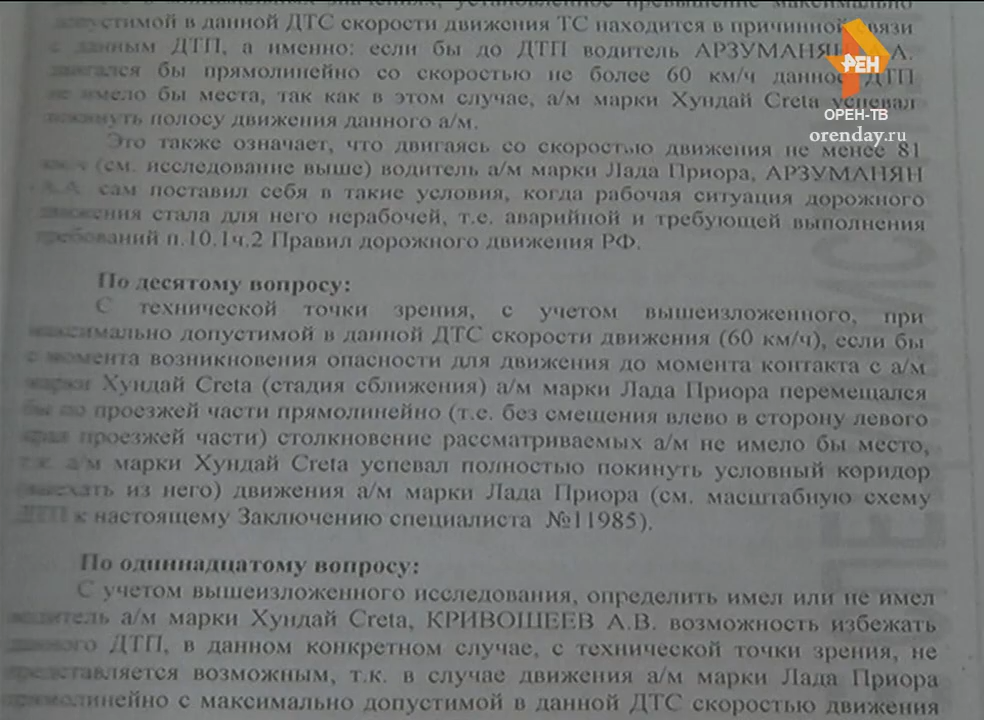 значениях, установленное превышение максимально
допустимой в данной ДТС скорости движения ТС находится в причинной связи
с данным ДТП, а именно: если бы до ДТП водитель АРЗУМАНЯН А.
двигался бы прямолинейно со скоростью не более 60 км/ч данное ДТП
не имело бы места, так как в этом случае, а/м марки Хундай Creta успевал
покинуть полосу движения данного а/м.
Это также означает, что двигаясь со скоростью движения не менее 81
км/ч (см. исследование выше) водитель а/м марки Лада Приора, АРЗУМАНЯН
А.А. сам поставил себя в такие условия, когда рабочая ситуация дорожного
движения стала для него нерабочей, т.е. аварийной и требующей выполнения
требований п.10.1ч.2 Правил дорожного движения РФ.
По десятому вопросу:
С технической точки зрения, с учетом вышеизложенного, при
максимально допустимой в данной ДТС скорости движения (60 км/ч), если бы
с момента возникновения опасности для движения до момента контакта с а/м
марки Хундай Creta (стадия сближения) а/м марки Лада Приора перемещался
бы по проезжей части прямолинейно (т.е. без смещения влево в сторону левого
края проезжей части) столкновение рассматриваемых а/м не имело бы место,
т.к. а/м марки Хундай Creta успевал полностью покинуть условный коридор
(выехать из него) движения а/м марки Лада Приора (см. масштабную схему
ДТП к настоящему Заключению специалиста №11985).
По одиннадцатому вопросу:
С учетом вышеизложенного исследования, определить имел или не имел
водитель а/м марки Хундай Creta, КРИВОШЕЕВ А.В. возможность избежать
данного ДТП, в данном конкретном случае, с технической точки зрения, не
представляется возможным, т.к. в случае движения а/м марки Лада Приора
прямолинейно с максимально допустимой в данной ДТС скоростью движения
РЕН
ОРЕН-ТВ
orenday.ru